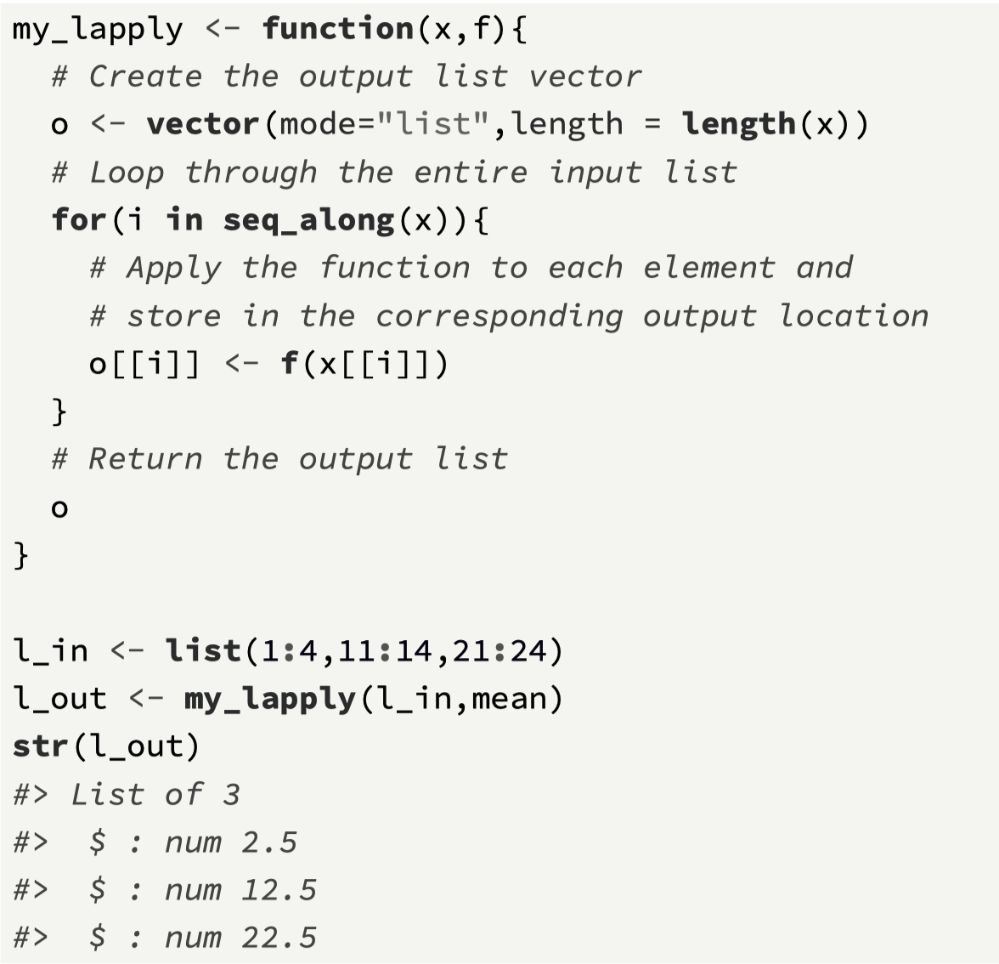 my_lapply <- function(x,f){
  # Create the output list vector
  o <- vector(mode="list",length = length(x))
  # Loop through the entire input list
  for(i in seq_along(x)){
    # Apply the function to each element and
    # store in the corresponding output location
    o[[i]] <- f(x[[i]])
  }
  # Return the output list
  o
}

l_in <- list(1:4,11:14,21:24)
l_out <- my_lapply(l_in,mean)
str(l_out)
#> List of 3
#>  $ : num 2.5
#>  $ : num 12.5
#>  $ : num 22.5